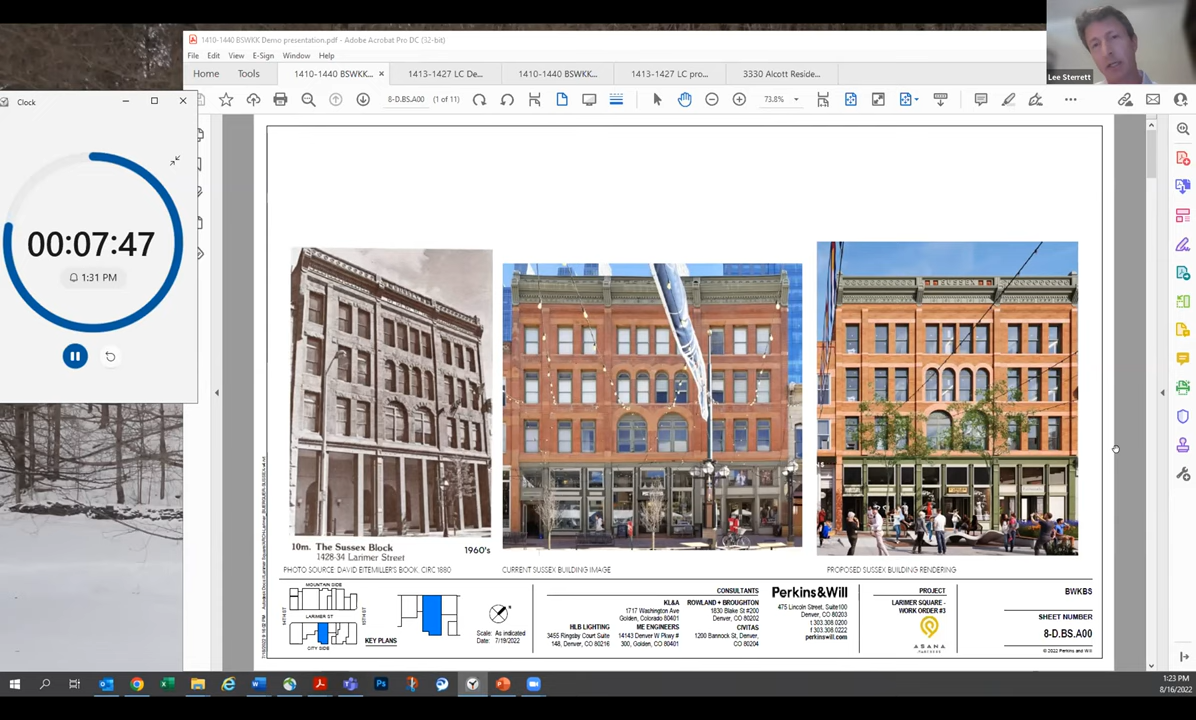 Lee Sterrett
1410-1440 BSWKK Demo presentation.pdf - Adobe Acrobat Pro DC (32-bit)
File Edit View E-Sign Window Help
Home Tools 1410-1440 BSWKK... × 1413-1427 LC De... 1410-1440 BSWKK... 1413-1427 LC pro... 3330 Alcott Reside...
8-D.BS.A00 (1 of 11) 73.8%
Clock
00:07:47
1:31 PM
10m. The Sussex Block
1428-34 Larimer Street
1960's
PHOTO SOURCE: DAVID EITEMILLER'S BOOK, CIRC 1880
CURRENT SUSSEX BUILDING IMAGE
PROPOSED SUSSEX BUILDING RENDERING
MOUNTAIN SIDE
LARIMER ST
CITY SIDE
KEY PLANS
Scale: As indicated
Date: 7/19/2022
CONSULTANTS
KL&A
1717 Washington Ave
Golden, Colorado 80401
ROWLAND + BROUGHTON
1830 Blake St #200
Denver, CO 80202
HLB LIGHTING
3455 Ringsby Court Suite
148, Denver, CO 80216
ME ENGINEERS
14143 Denver W Pkwy #
300, Golden, CO 80401
CIVITAS
1200 Bannock St, Denver,
CO 80204
Perkins&Will
475 Lincoln Street, Suite100
Denver, CO 80203
t 303.308.0200
f 303.308.0222
perkinswill.com
PROJECT
LARIMER SQUARE -
WORK ORDER #3
ASANA
BWKBS
SHEET NUMBER
8-D.BS.A00
© 2022 Perkins and Will
1:23 PM
8/16/2022